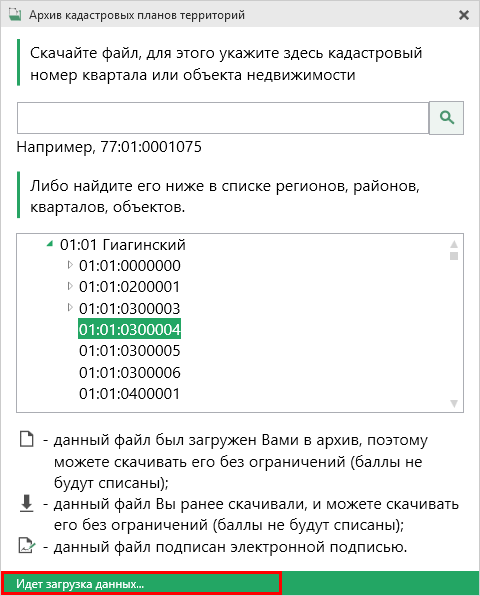 Архив кадастровых планов территорий
Скачайте файл, для этого укажите здесь кадастровый
номер квартала или объекта недвижимости
Например, 77:01:0001075
Либо найдите его ниже в списке регионов, районов,
кварталов, объектов.
01:01 Гиагинский
01:01:0000000
01:01:0200001
01:01:0300003
01:01:0300004
01:01:0300005
01:01:0300006
01:01:0400001
- данный файл был загружен Вами в архив, поэтому
можете скачивать его без ограничений (баллы не
будут списаны);
- данный файл Вы ранее скачивали, и можете скачивать
его без ограничений (баллы не будут списаны);
- данный файл подписан электронной подписью.
Идет загрузка данных...